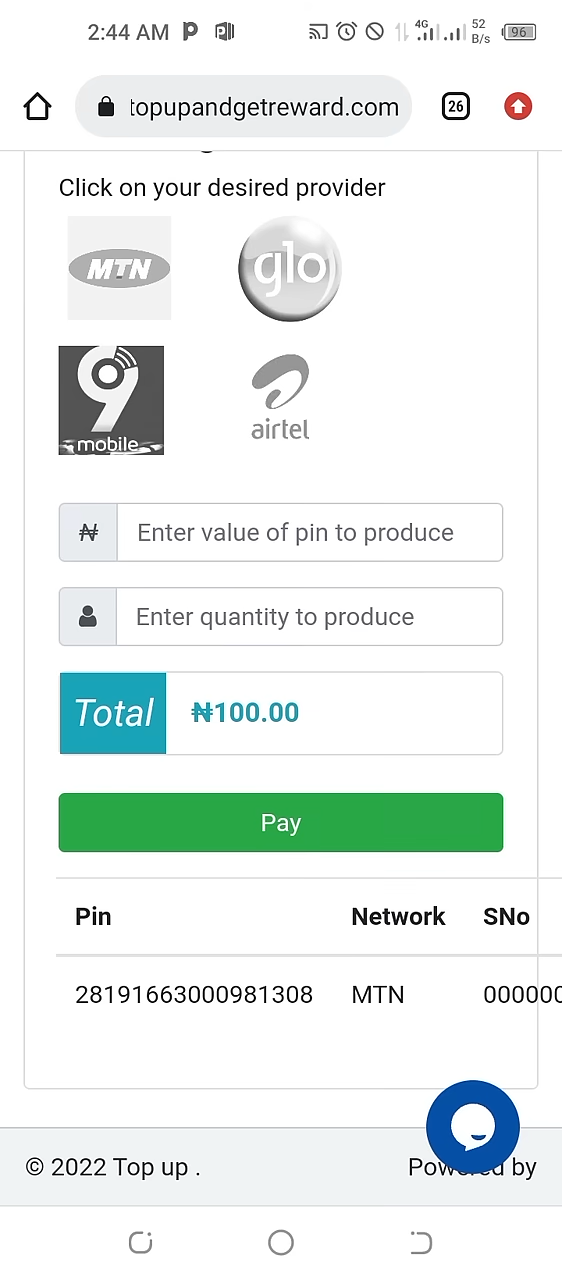 2:44 AM 4G 52 B/s 96
topupandgetreward.com 26
Click on your desired provider
MTN glo
9 mobile airtel
₦ Enter value of pin to produce
Enter quantity to produce
Total ₦100.00
Pay
Pin Network SNo
28191663000981308 MTN 000000
© 2022 Top up . Powered by